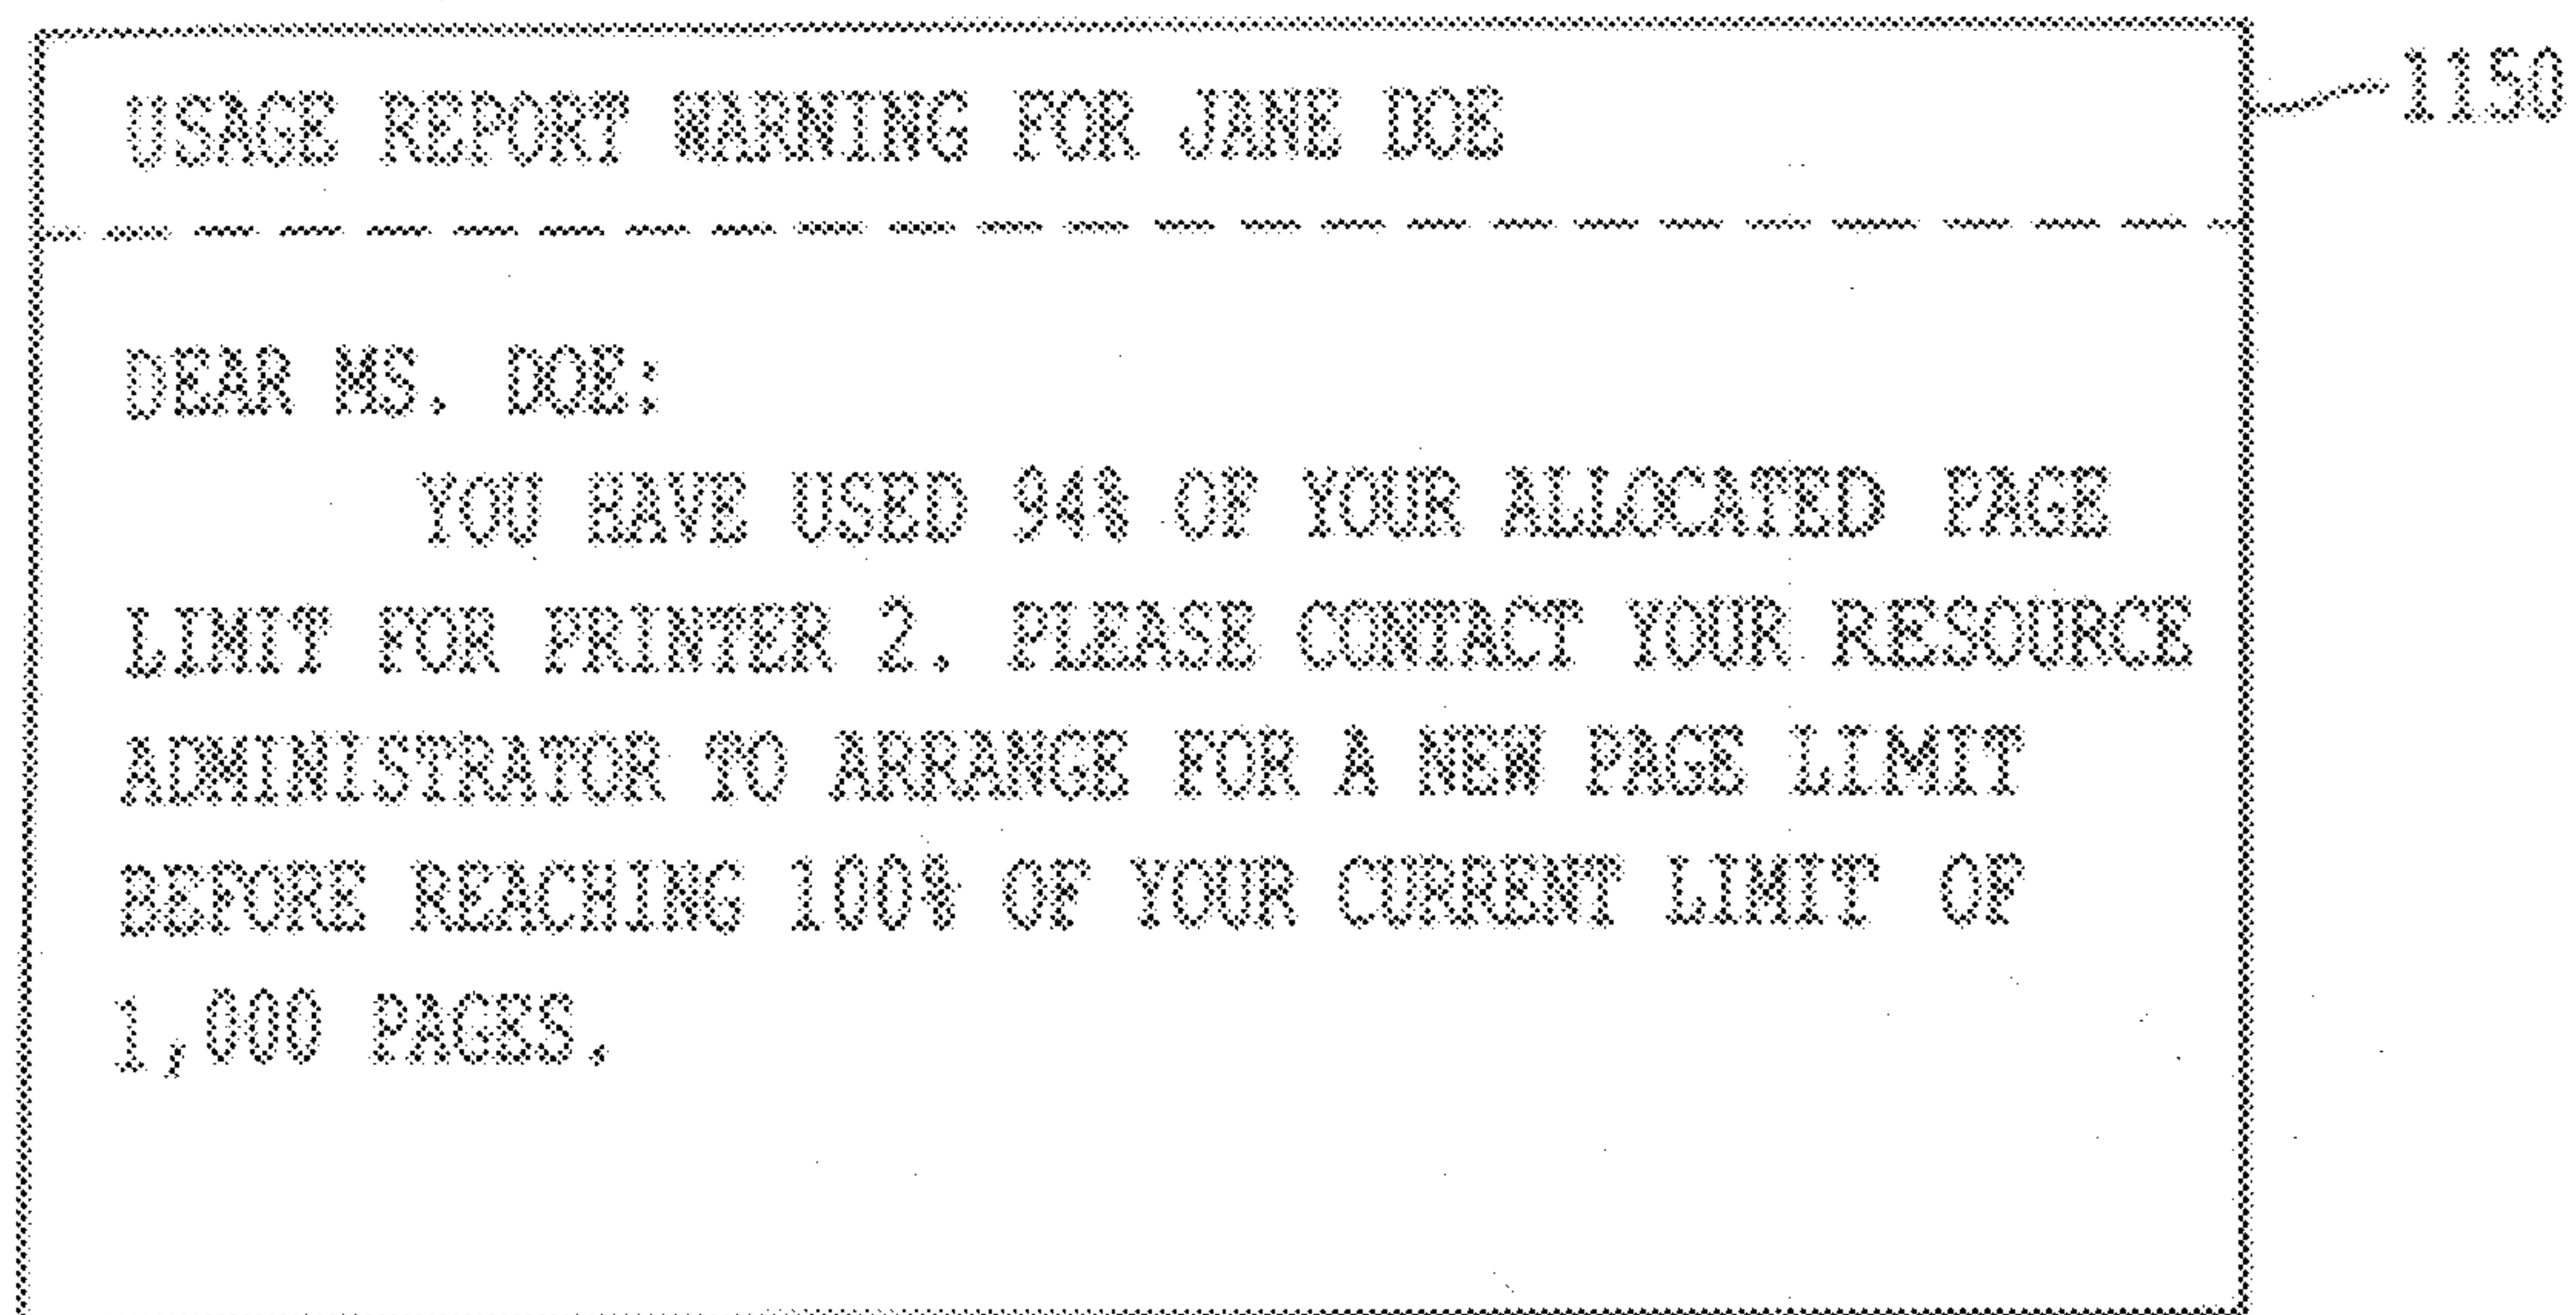 USAGE REPORT WARNING FOR JANE DOE
1150
DEAR MS. DOE:
YOU HAVE USED 94% OF YOUR ALLOCATED PAGE
LIMIT FOR PRINTER 2. PLEASE CONTACT YOUR RESOURCE
ADMINISTRATOR TO ARRANGE FOR A NEW PAGE LIMIT
BEFORE REACHING 100% OF YOUR CURRENT LIMIT OF
1,000 PAGES.